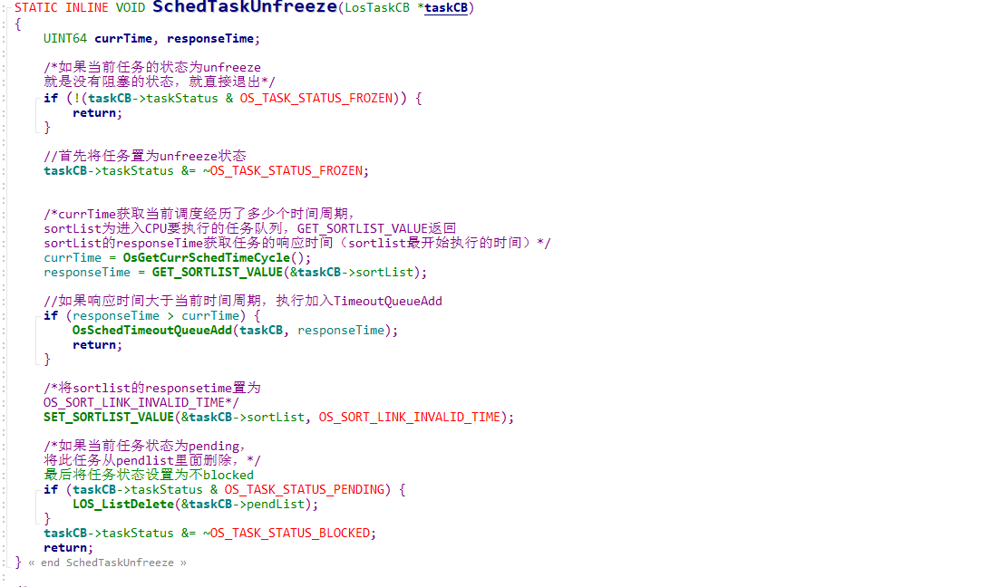 STATIC INLINE VOID SchedTaskUnfreeze(LosTaskCB *taskCB)
{
    UINT64 currTime, responseTime;
    /*如果当前任务的状态为unfreeze
    就是没有阻塞的状态，就直接退出*/
    if (!(taskCB->taskStatus & OS_TASK_STATUS_FROZEN)) {
        return;
    }
    //首先将任务置为unfreeze状态
    taskCB->taskStatus &= ~OS_TASK_STATUS_FROZEN;
    /*currTime获取当前调度经历了多少个时间周期，
    sortList为进入CPU要执行的任务队列，GET_SORTLIST_VALUE返回
    sortList的responseTime获取任务的响应时间（sortlist最开始执行的时间）*/
    currTime = OsGetCurrSchedTimeCycle();
    responseTime = GET_SORTLIST_VALUE(&taskCB->sortList);
    //如果响应时间大于当前时间周期，执行加入TimeoutQueueAdd
    if (responseTime > currTime) {
        OsSchedTimeoutQueueAdd(taskCB, responseTime);
        return;
    }
    /*将sortlist的responsetime置为
    OS_SORT_LINK_INVALID_TIME*/
    SET_SORTLIST_VALUE(&taskCB->sortList, OS_SORT_LINK_INVALID_TIME);
    /*如果当前任务状态为pending，
    将此任务从pendlist里面删除，*/
    最后将任务状态设置为不blocked
    if (taskCB->taskStatus & OS_TASK_STATUS_PENDING) {
        LOS_ListDelete(&taskCB->pendList);
    }
    taskCB->taskStatus &= ~OS_TASK_STATUS_BLOCKED;
    return;
} « end SchedTaskUnfreeze »